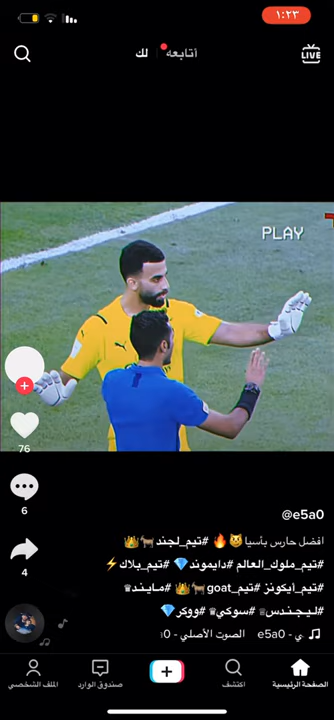 ١:٢٣
LIVE
أتابعه
لك
PLAY
76
6
4
@e5a0
افضل حارس بأسيا😼🔥 #تيم_لجند🐐👑
#تيم_ملوك_العالم #دايموند💎 #تيم_بلاك⚡
#تيم_ايكونز #تيم_goat🐐👑 #مايند♛
#ليجندس♕ #سوكي♛ #ووكر💎
الصوت الأصلي - e5a0
الصفحة الرئيسية
اكتشف
صندوق الوارد
الملف الشخصي